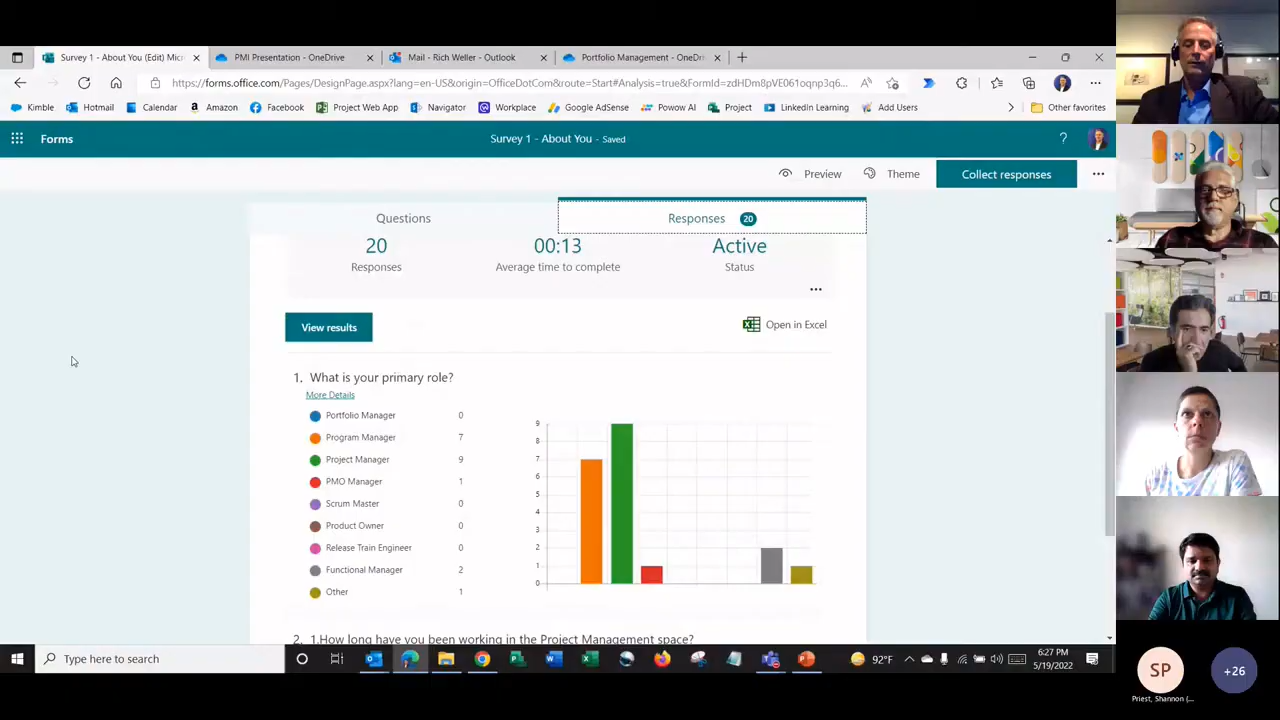 Survey 1 - About You (Edit) Micr
PMI Presentation - OneDrive
Mail - Rich Weller - Outlook
Portfolio Management - OneDri
https://forms.office.com/Pages/DesignPage.aspx?lang=en-US&origin=OfficeDotCom&route=Start#Analysis=true&FormId=zdHDm8pVE061oqnp3q6...
Kimble
Hotmail
Calendar
Amazon
Facebook
Project Web App
Navigator
Workplace
Google AdSense
Powow AI
Project
LinkedIn Learning
Add Users
Other favorites
Forms
Survey 1 - About You - Saved
?
Preview
Theme
Collect responses
Questions
Responses 20
20
Responses
00:13
Average time to complete
Active
Status
View results
Open in Excel
1. What is your primary role?
More Details
Portfolio Manager 0
Program Manager 7
Project Manager 9
PMO Manager 1
Scrum Master 0
Product Owner 0
Release Train Engineer 0
Functional Manager 2
Other 1
9
8
7
6
5
4
3
2
1
0
2. 1.How long have you been working in the Project Management space?
Type here to search
92°F
6:27 PM
5/19/2022
SP
Priest, Shannon (...
+26